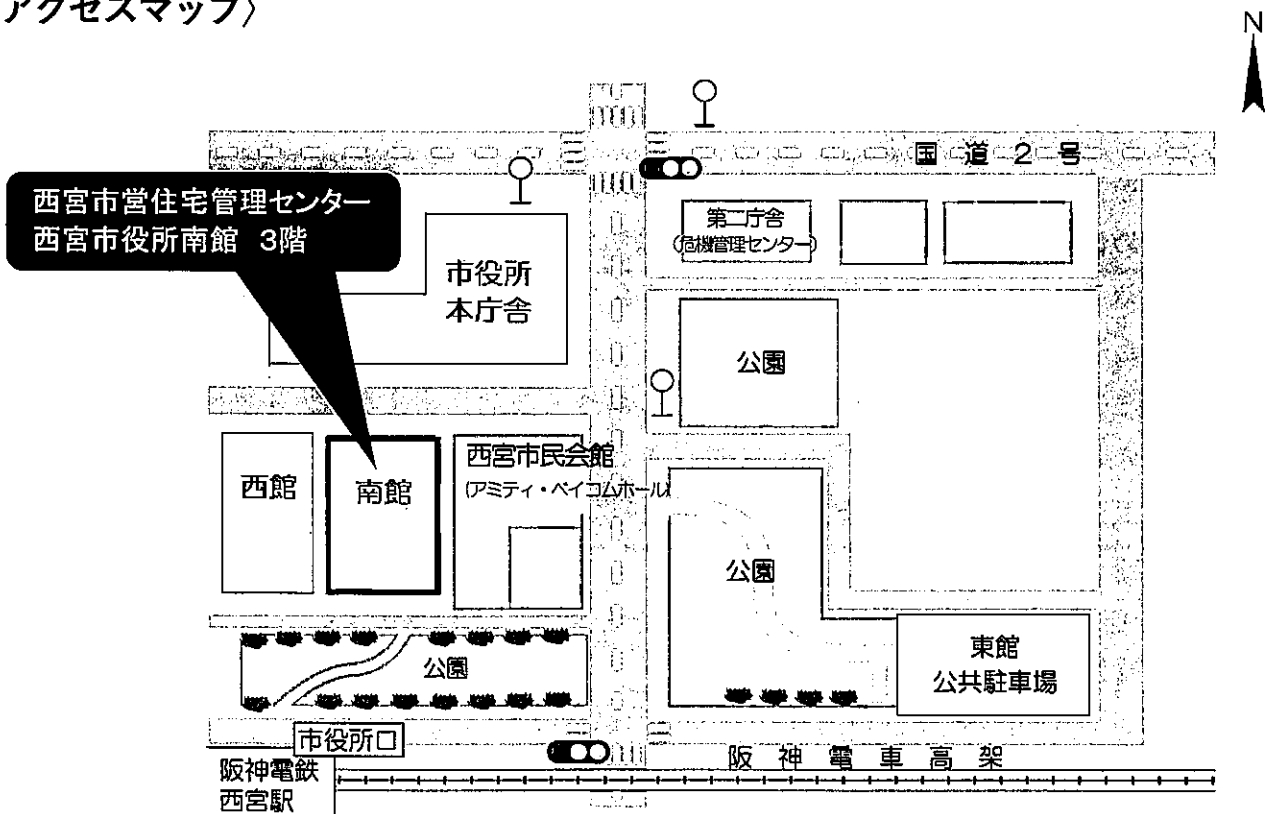 アクセスマップ〉
N
国道2号
西宮市営住宅管理センター
西宮市役所南館 3階
第二庁舎
(危機管理センター)
市役所
本庁舎
公園
西館
南館
西宮市民会館
(アミティ・ベイコムホール)
公園
公園
東館
公共駐車場
市役所口
阪神電鉄
西宮駅
阪神電車高架